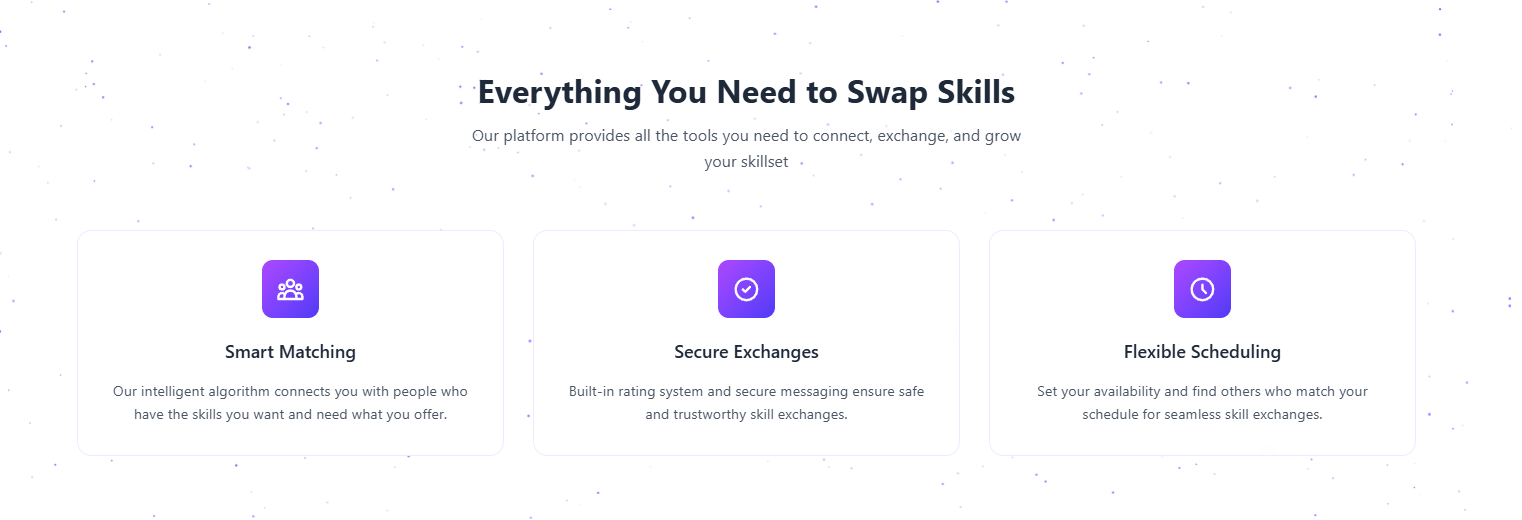 Everything You Need to Swap Skills
Our platform provides all the tools you need to connect, exchange, and grow
your skillset
Smart Matching
Our intelligent algorithm connects you with people who
have the skills you want and need what you offer.
Secure Exchanges
Built-in rating system and secure messaging ensure safe
and trustworthy skill exchanges.
Flexible Scheduling
Set your availability and find others who match your
schedule for seamless skill exchanges.